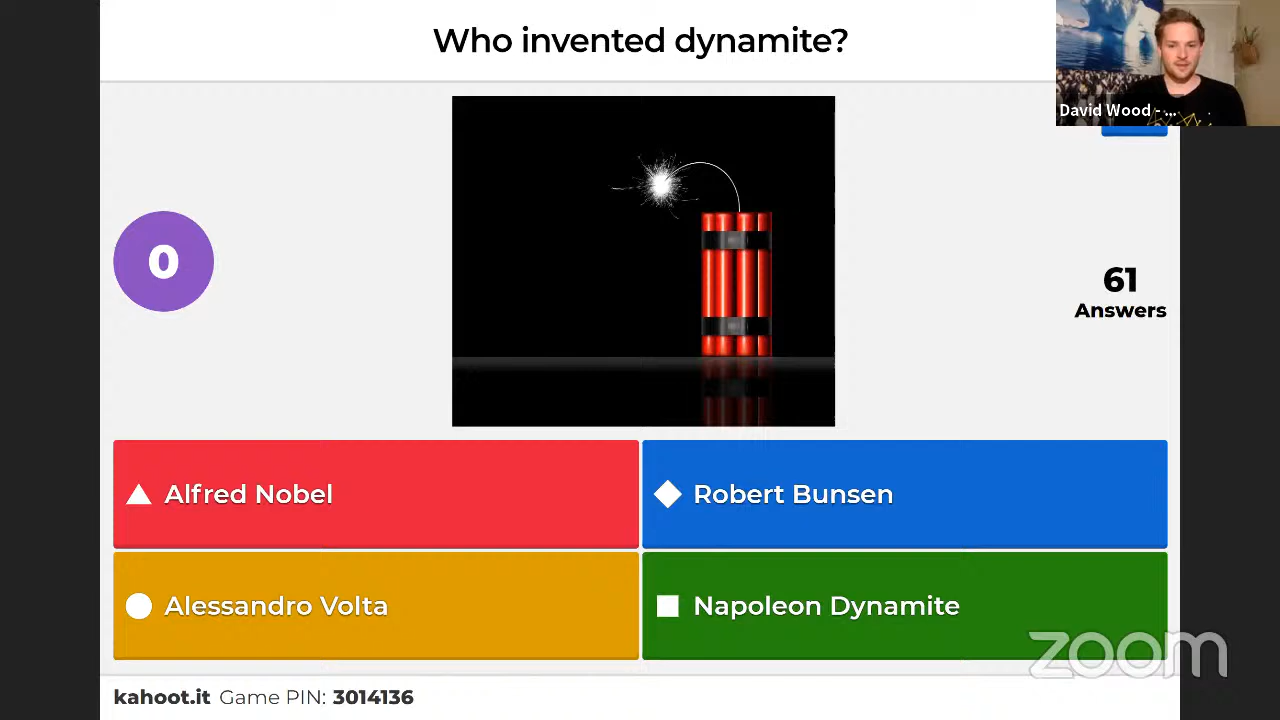 Who invented dynamite?
David Wood - ...
0
61
Answers
Alfred Nobel
Robert Bunsen
Alessandro Volta
Napoleon Dynamite
zoom
kahoot.it Game PIN: 3014136